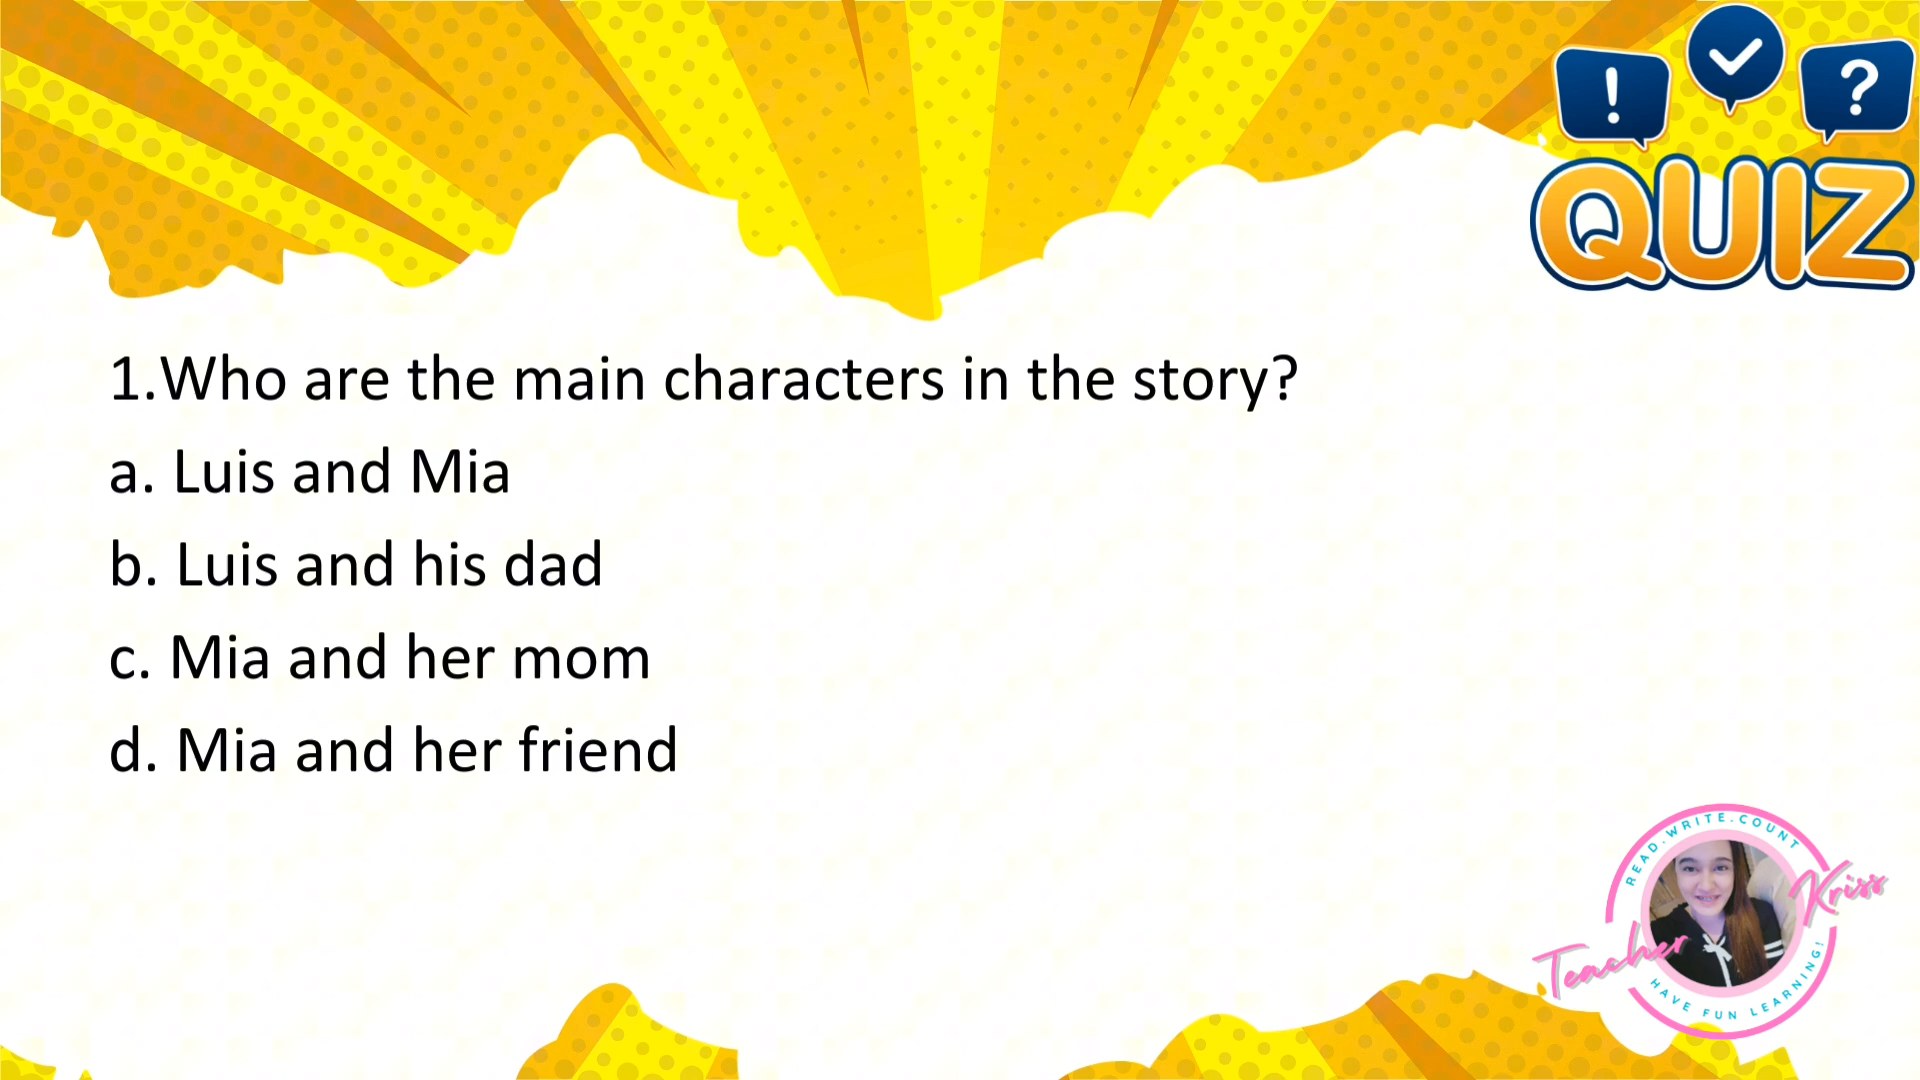 ! ?
QUIZ
1.Who are the main characters in the story?
a. Luis and Mia
b. Luis and his dad
c. Mia and her mom
d. Mia and her friend
READ.WRITE.COUNT
Teacher Kriss
HAVE FUN LEARNING!